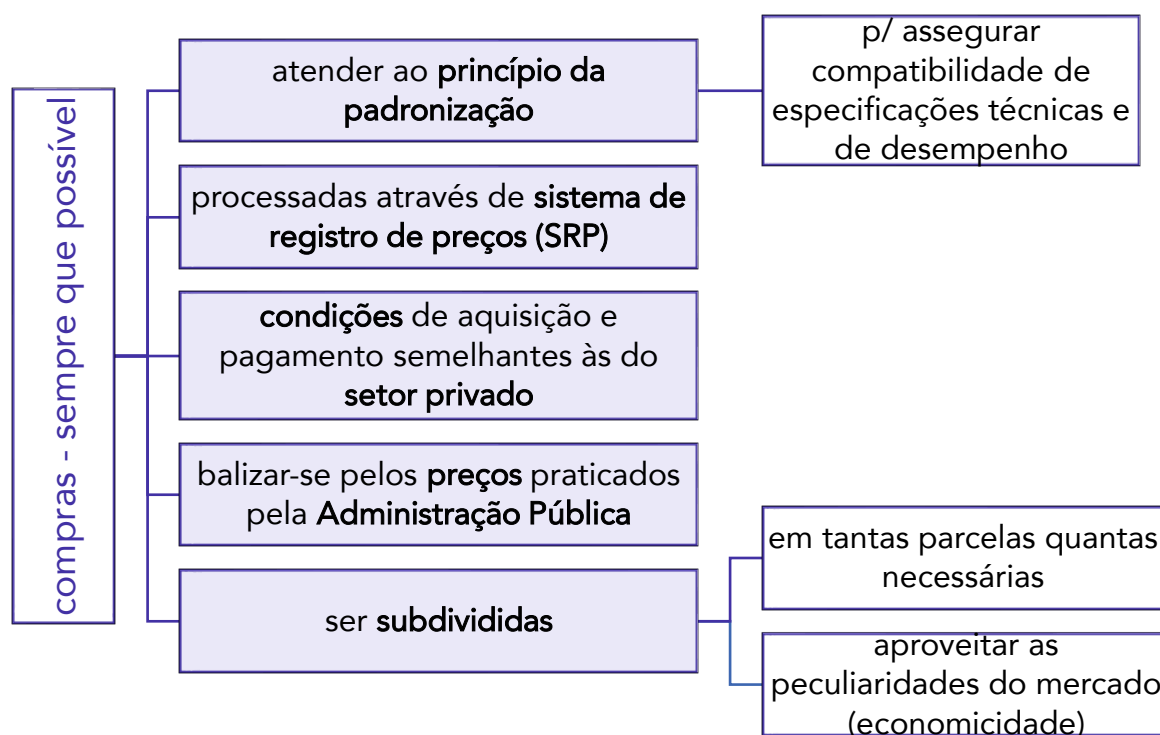 compras - sempre que possível
atender ao princípio da
padronização
p/ assegurar
compatibilidade de
especificações técnicas e
de desempenho
processadas através de sistema de
registro de preços (SRP)
condições de aquisição e
pagamento semelhantes às do
setor privado
balizar-se pelos preços praticados
pela Administração Pública
ser subdivididas
em tantas parcelas quantas
necessárias
aproveitar as
peculiaridades do mercado
(economicidade)